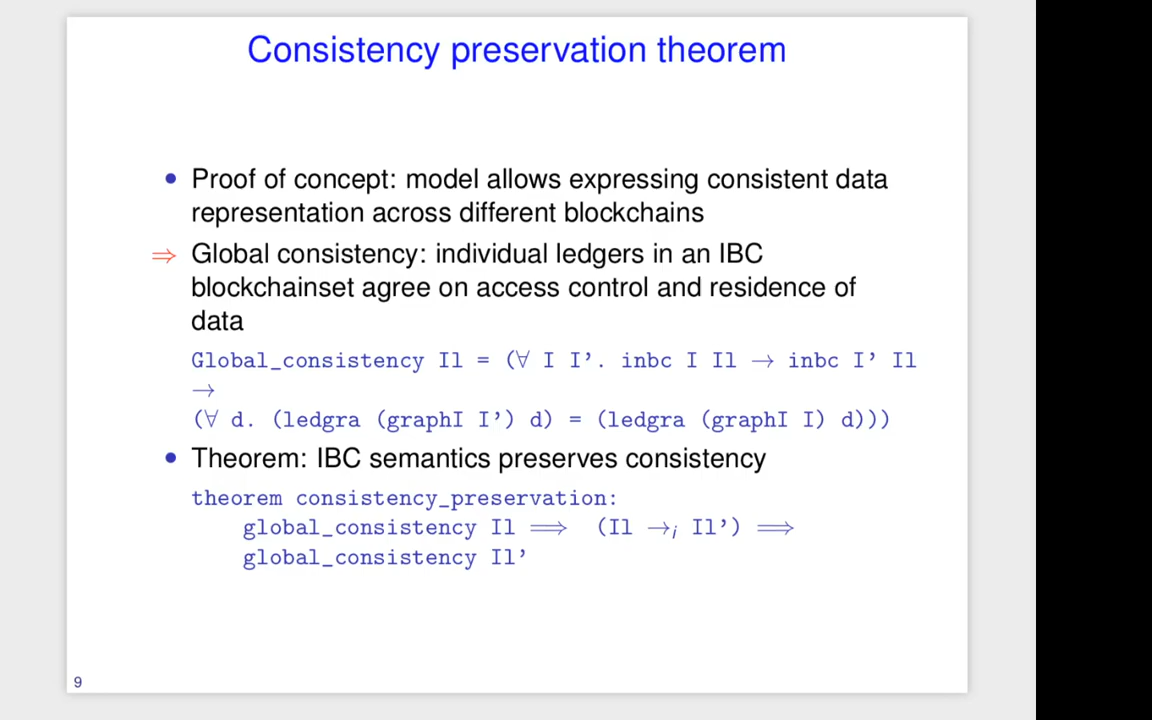 Consistency preservation theorem
• Proof of concept: model allows expressing consistent data
representation across different blockchains
⇒ Global consistency: individual ledgers in an IBC
blockchainset agree on access control and residence of
data
Global_consistency Il = (∀ I I’. inbc I Il → inbc I’ Il
→
(∀ d. (ledgra (graphI I’) d) = (ledgra (graphI I) d)))
• Theorem: IBC semantics preserves consistency
theorem consistency_preservation:
global_consistency Il ⟹ (Il →ᵢ Il’) ⟹
global_consistency Il’
9